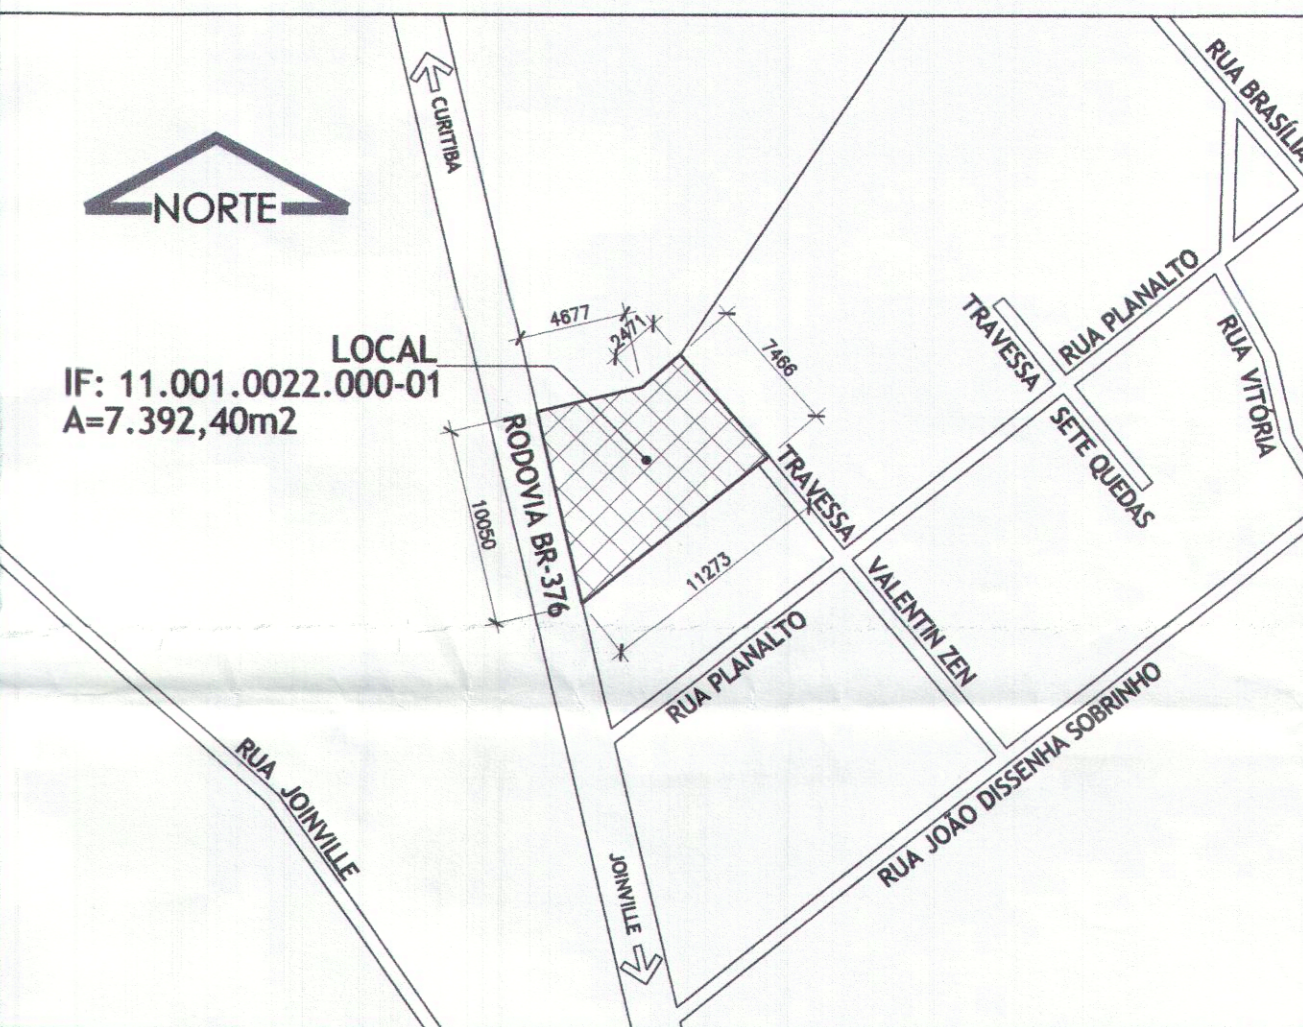 RUA BRASÍLIA
CURITIBA
NORTE
RUA PLANALTO
TRAVESSA
SETE QUEDAS
RUA VITÓRIA
4677
2471
7466
LOCAL
IF: 11.001.0022.000-01
A=7.392,40m2
RODOVIA BR-376
10050
11273
TRAVESSA
VALENTIN ZEN
RUA PLANALTO
RUA JOÃO DISSENHA SOBRINHO
RUA JOINVILLE
JOINVILLE